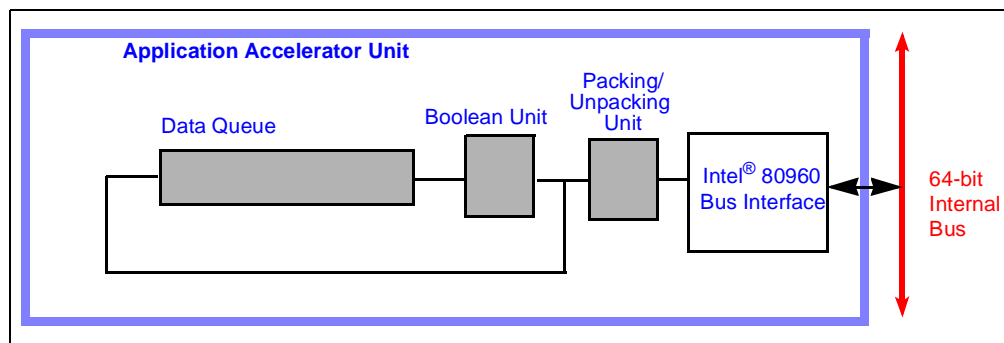 Application Accelerator Unit
Data Queue
Boolean Unit
Packing/
Unpacking
Unit
Intel® 80960
Bus Interface
64-bit
Internal
Bus